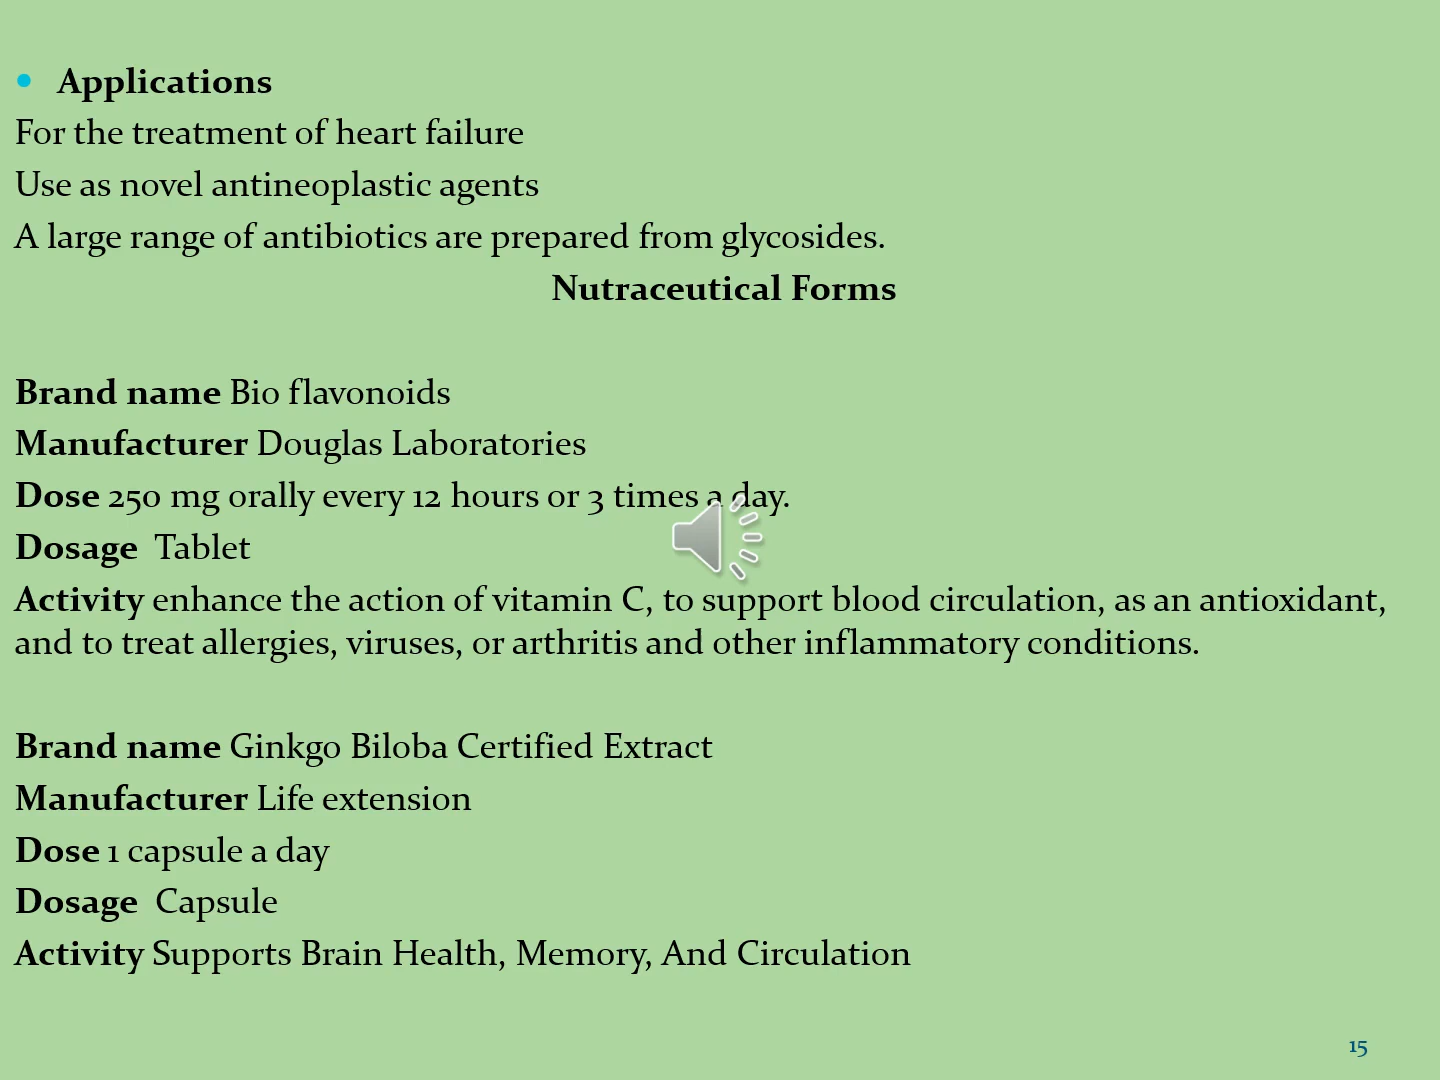 Applications
For the treatment of heart failure
Use as novel antineoplastic agents
A large range of antibiotics are prepared from glycosides.
Nutraceutical Forms
Brand name Bio flavonoids
Manufacturer Douglas Laboratories
Dose 250 mg orally every 12 hours or 3 times a day.
Dosage  Tablet
Activity enhance the action of vitamin C, to support blood circulation, as an antioxidant,
and to treat allergies, viruses, or arthritis and other inflammatory conditions.
Brand name Ginkgo Biloba Certified Extract
Manufacturer Life extension
Dose 1 capsule a day
Dosage  Capsule
Activity Supports Brain Health, Memory, And Circulation
15